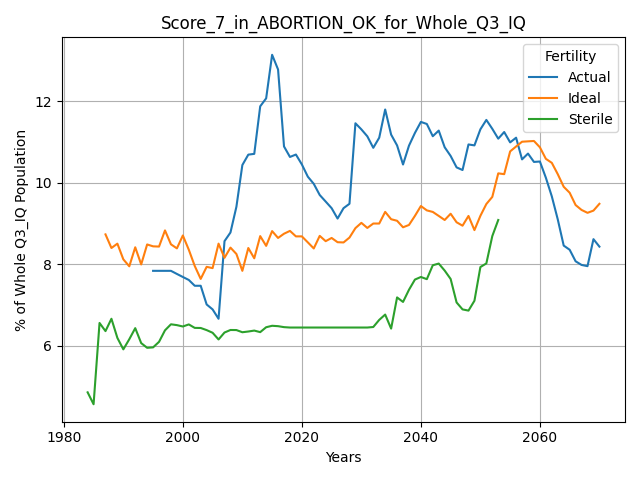 Score_7_in_ABORTION_OK_for_Whole_Q3_IQ
Fertility
Actual
Ideal
Sterile
% of Whole Q3_IQ Population
12
10
8
6
1980 2000 2020 2040 2060
Years